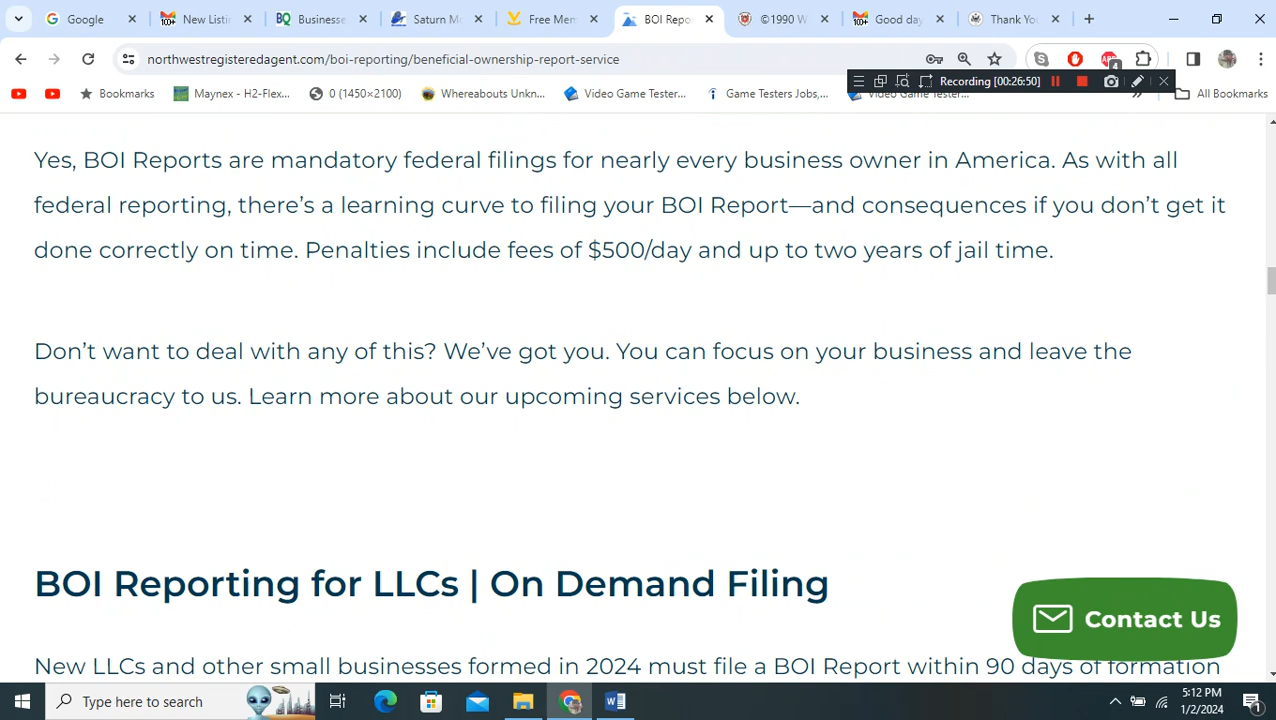 Google
New Listi
BQ Businesse
Saturn Mo
Free Mem
BOI Repo
©1990 W
Good day
Thank You
northwestregisteredagent.com/boi-reporting/beneficial-ownership-report-service
Recording [00:26:50]
Bookmarks
Maynex - H2-Flex...
0 (1450×2100)
Whereabouts Unkn...
Video Game Tester...
Game Testers Jobs,...
Video Game Tester...
All Bookmarks
Yes, BOI Reports are mandatory federal filings for nearly every business owner in America. As with all
federal reporting, there's a learning curve to filing your BOI Report—and consequences if you don't get it
done correctly on time. Penalties include fees of $500/day and up to two years of jail time.
Don't want to deal with any of this? We've got you. You can focus on your business and leave the
bureaucracy to us. Learn more about our upcoming services below.
BOI Reporting for LLCs | On Demand Filing
Contact Us
New LLCs and other small businesses formed in 2024 must file a BOI Report within 90 days of formation
Type here to search
5:12 PM
1/2/2024